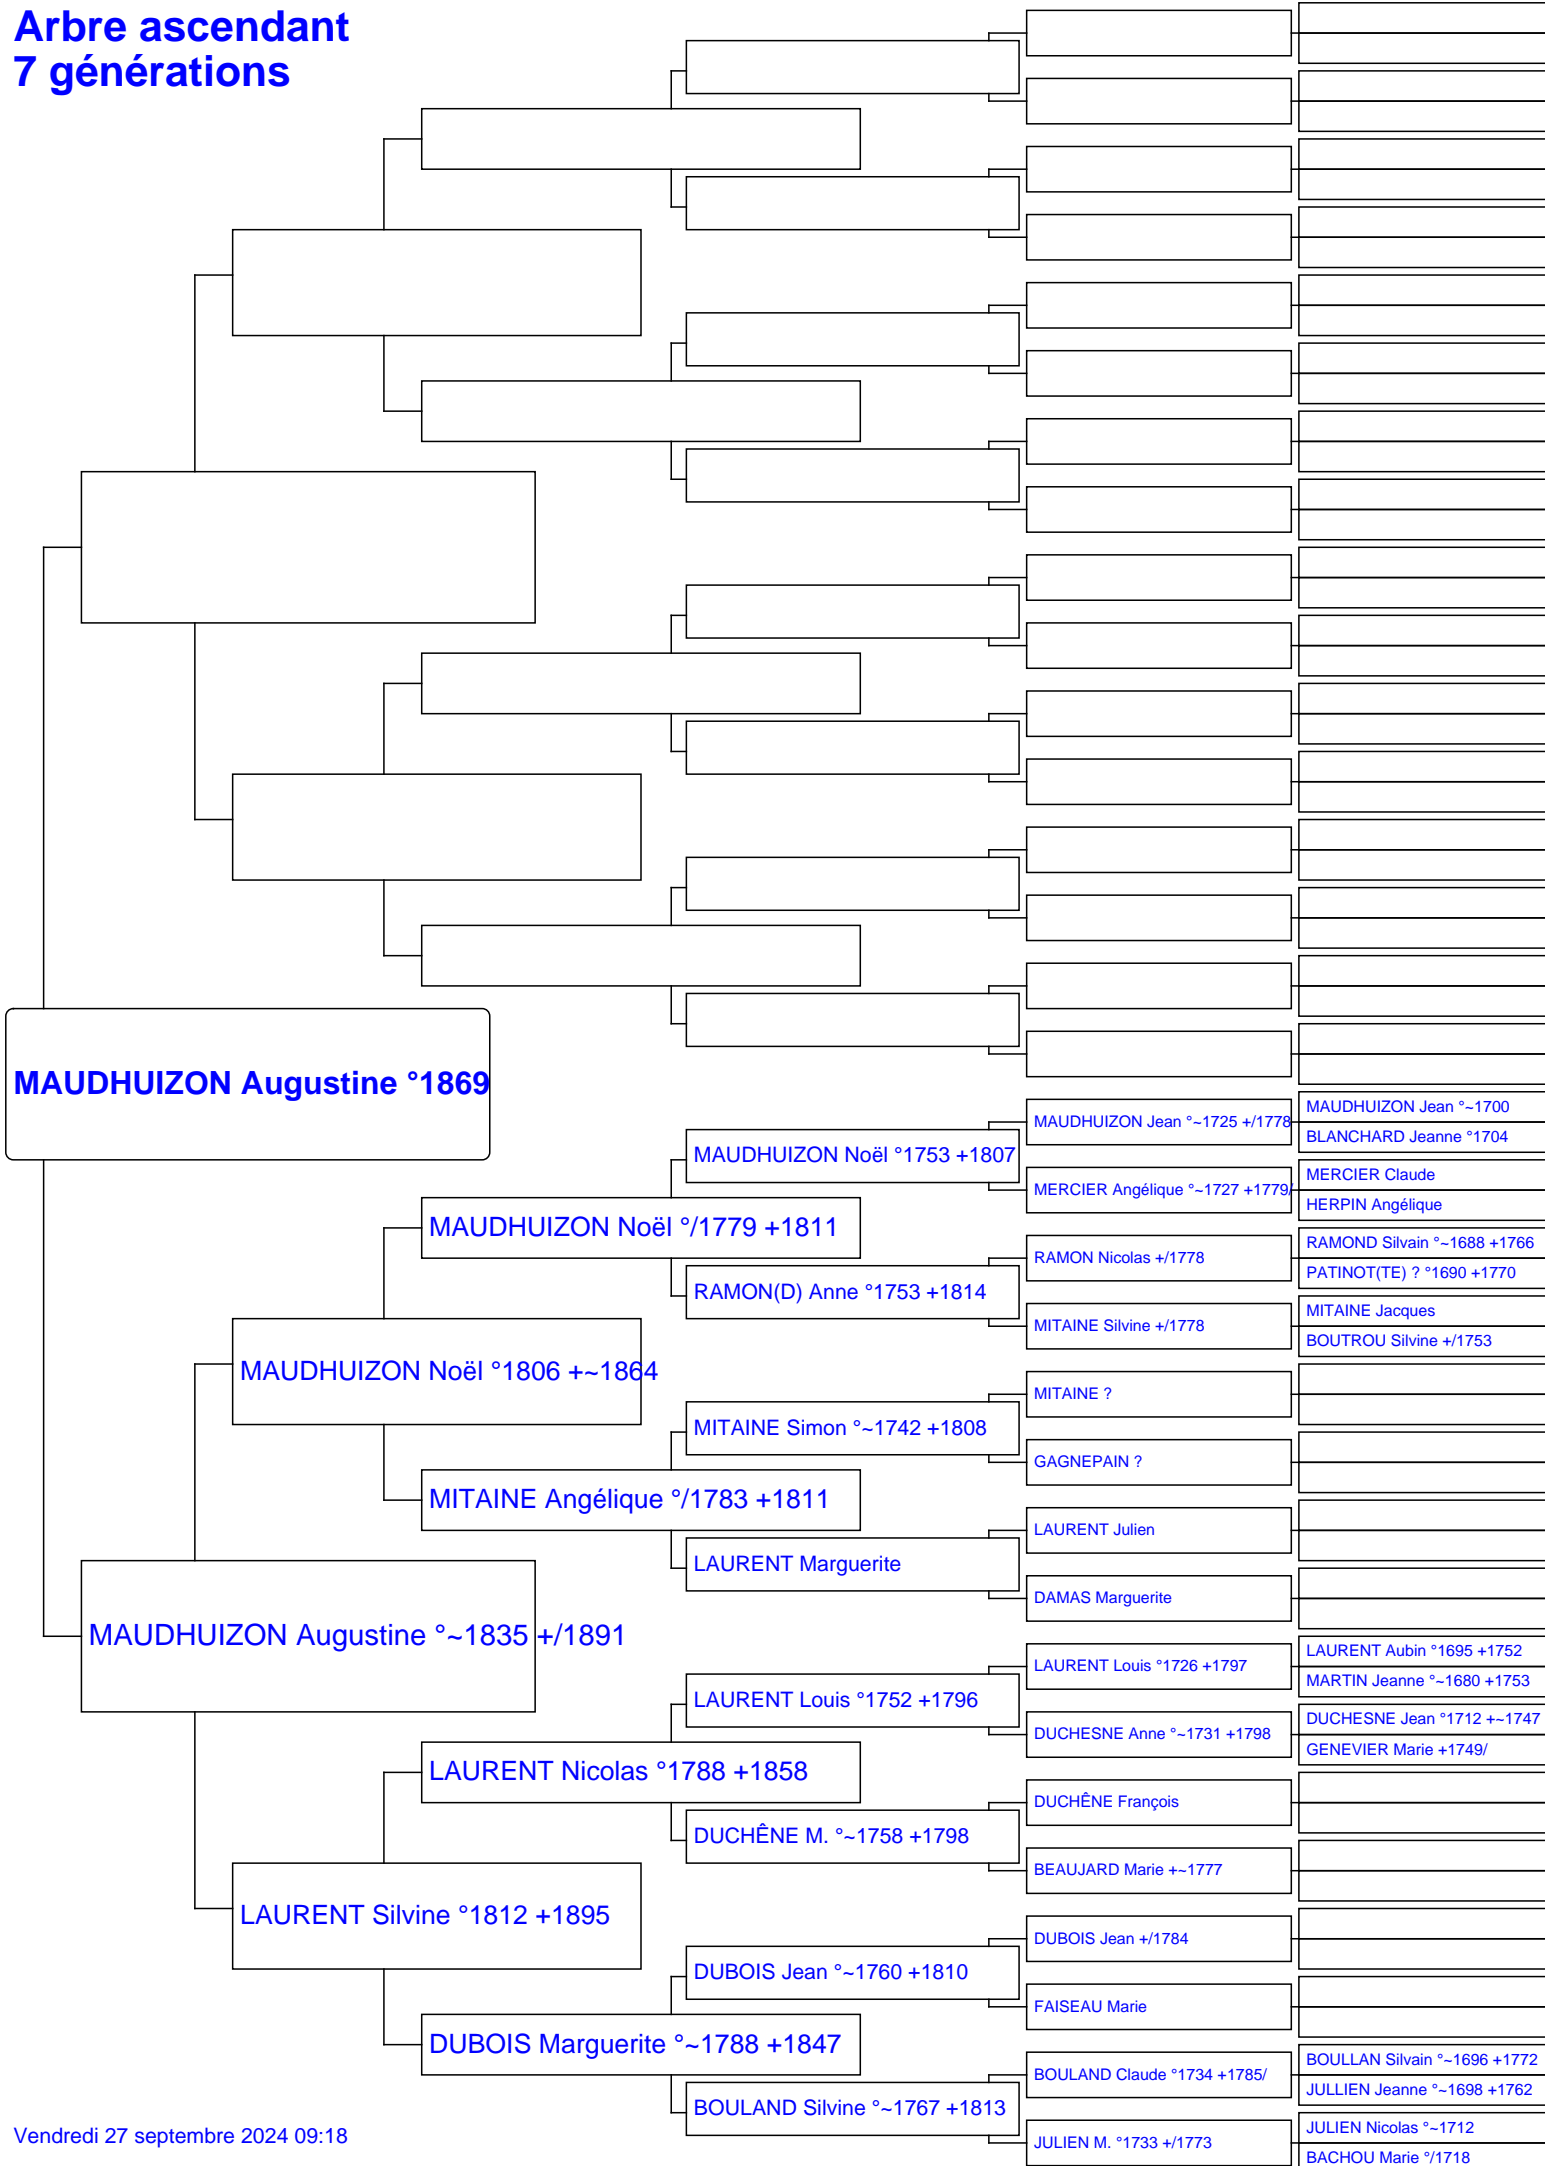 Arbre ascendant
7 générations
MAUDHUIZON Augustine °1869
MAUDHUIZON Augustine °~1835 +/1891
MAUDHUIZON Noël °1806 +~1864
LAURENT Silvine °1812 +1895
MAUDHUIZON Noël °/1779 +1811
MITAINE Angélique °/1783 +1811
LAURENT Nicolas °1788 +1858
DUBOIS Marguerite °~1788 +1847
MAUDHUIZON Noël °1753 +1807
RAMON(D) Anne °1753 +1814
MITAINE Simon °~1742 +1808
LAURENT Marguerite
LAURENT Louis °1752 +1796
DUCHÊNE M. °~1758 +1798
DUBOIS Jean °~1760 +1810
BOULAND Silvine °~1767 +1813
MAUDHUIZON Jean °~1725 +/1778
MERCIER Angélique °~1727 +1779/
RAMON Nicolas +/1778
MITAINE Silvine +/1778
MITAINE ?
GAGNEPAIN ?
LAURENT Julien
DAMAS Marguerite
LAURENT Louis °1726 +1797
DUCHESNE Anne °~1731 +1798
DUCHÊNE François
BEAUJARD Marie +~1777
DUBOIS Jean +/1784
FAISEAU Marie
BOULAND Claude °1734 +1785/
JULIEN M. °1733 +/1773
MAUDHUIZON Jean °~1700
BLANCHARD Jeanne °1704
MERCIER Claude
HERPIN Angélique
RAMOND Silvain °~1688 +1766
PATINOT(TE) ? °1690 +1770
MITAINE Jacques
BOUTROU Silvine +/1753
LAURENT Aubin °1695 +1752
MARTIN Jeanne °~1680 +1753
DUCHESNE Jean °1712 +~1747
GENEVIER Marie +1749/
BOULLAN Silvain °~1696 +1772
JULLIEN Jeanne °~1698 +1762
JULIEN Nicolas °~1712
BACHOU Marie °/1718
Vendredi 27 septembre 2024 09:18